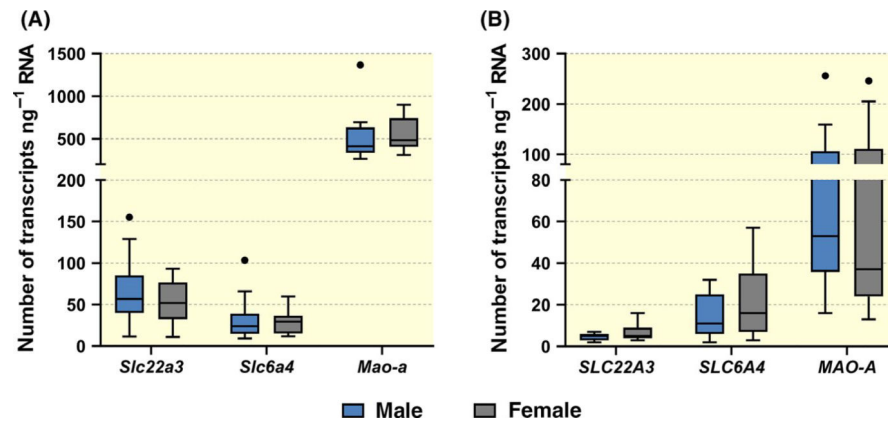 (A)
Number of transcripts ng⁻¹ RNA
1500
1000
500
200
150
100
50
0
Slc22a3 Slc6a4 Mao-a
(B)
Number of transcripts ng⁻¹ RNA
300
200
100
80
60
40
20
0
SLC22A3 SLC6A4 MAO-A
Male Female